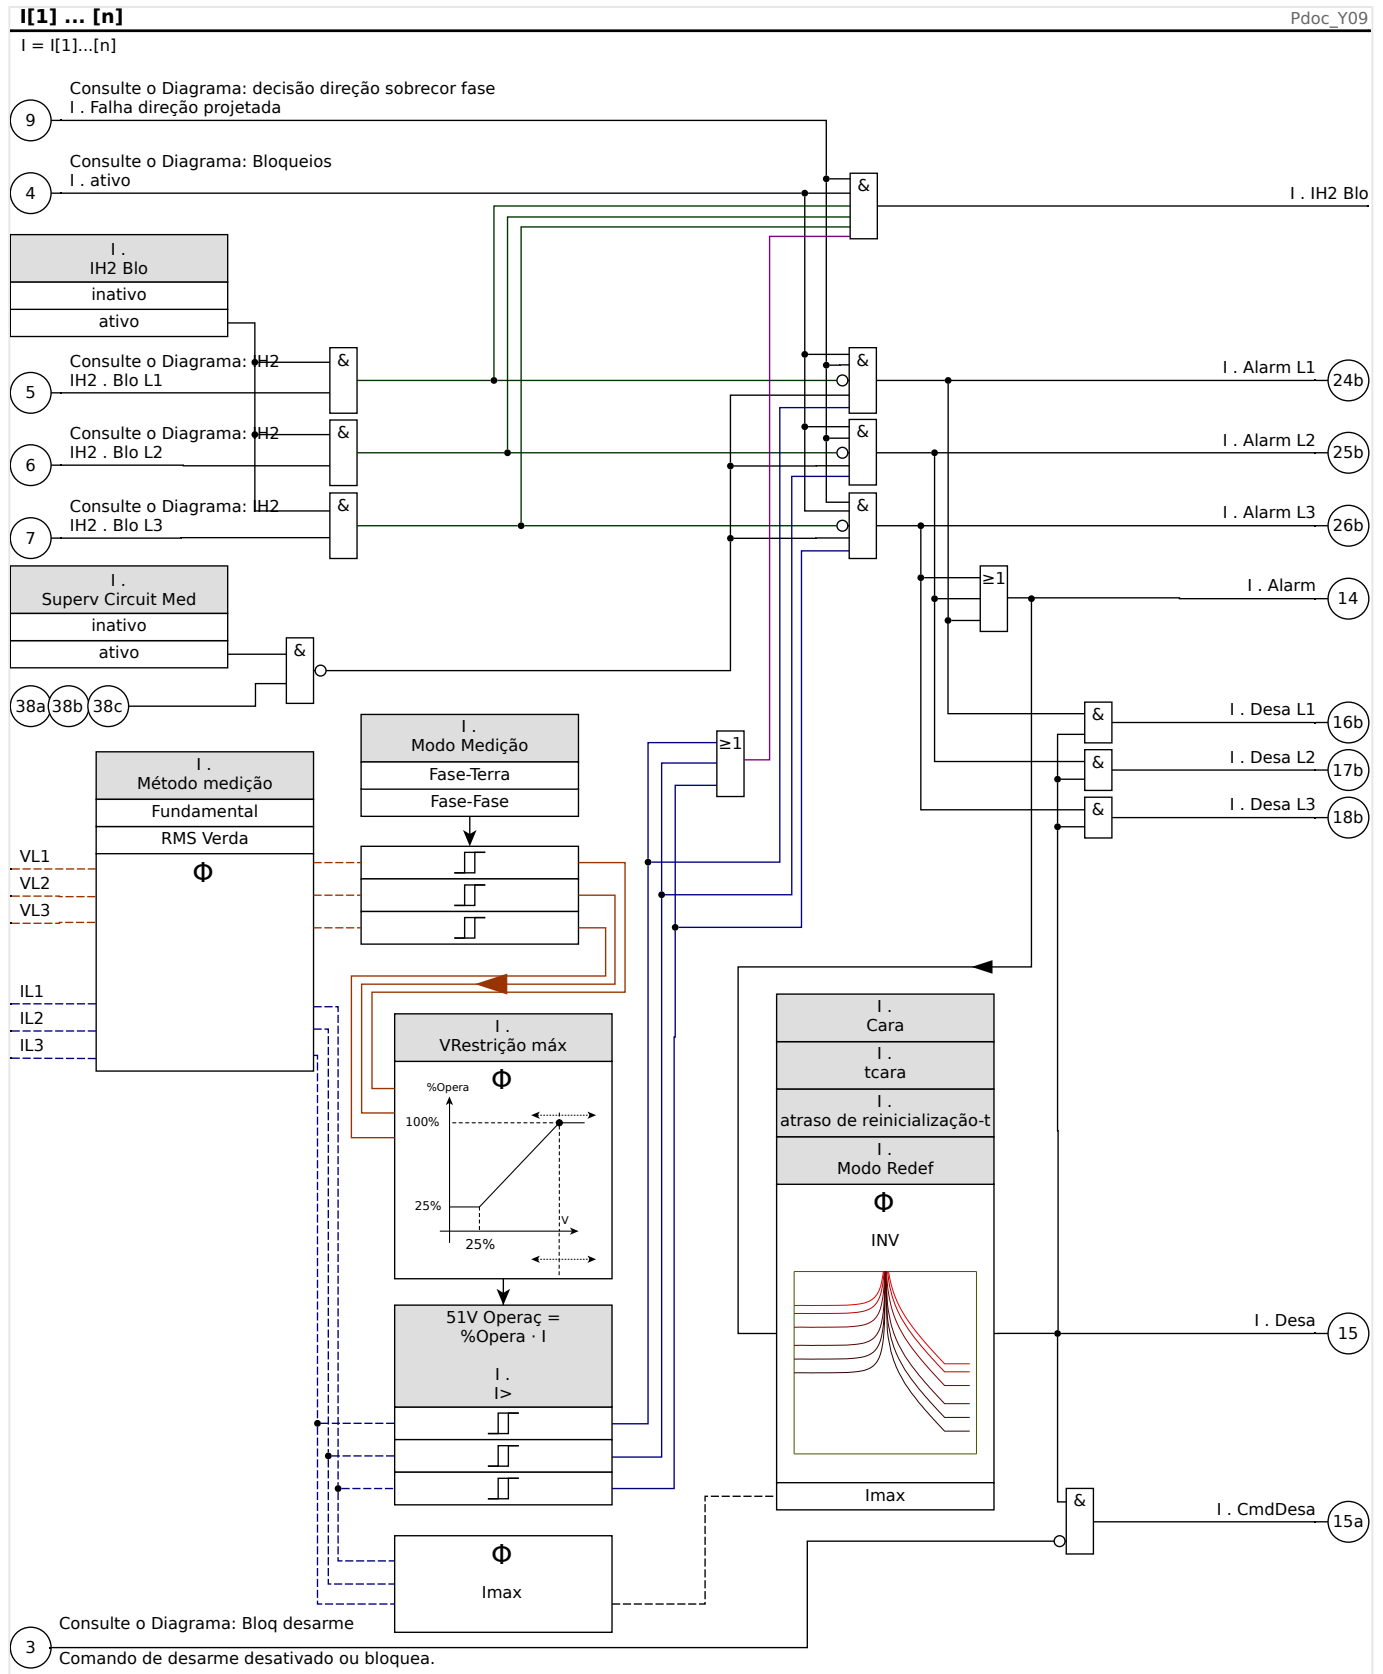 I[1] ... [n]
Pdoc_Y09
I = I[1]...[n]
Consulte o Diagrama: decisão direção sobrecor fase
9
I . Falha direção projetada
Consulte o Diagrama: Bloqueios
4
I . ativo
&
I . IH2 Blo
I .
IH2 Blo
inativo
ativo
Consulte o Diagrama: IH2
5
IH2 . Blo L1
&
&
I . Alarm L1
24b
Consulte o Diagrama: IH2
6
IH2 . Blo L2
&
&
I . Alarm L2
25b
Consulte o Diagrama: IH2
7
IH2 . Blo L3
&
&
I . Alarm L3
26b
I .
Superv Circuit Med
inativo
ativo
&
38a
38b
38c
≥1
I . Alarm
14
&
I . Desa L1
16b
&
I . Desa L2
17b
&
I . Desa L3
18b
I .
Modo Medição
Fase-Terra
Fase-Fase
≥1
I .
Método medição
Fundamental
RMS Verda
Φ
VL1
VL2
VL3
IL1
IL2
IL3
I .
VRestrição máx
Φ
%Opera
100%
25%
25%
V
51V Operaç =
%Opera · I
I .
I>
Φ
Imax
I .
Cara
I .
tcara
I .
atraso de reinicialização-t
I .
Modo Redef
Φ
INV
Imax
I . Desa
15
&
I . CmdDesa
15a
Consulte o Diagrama: Bloq desarme
3
Comando de desarme desativado ou bloquea.